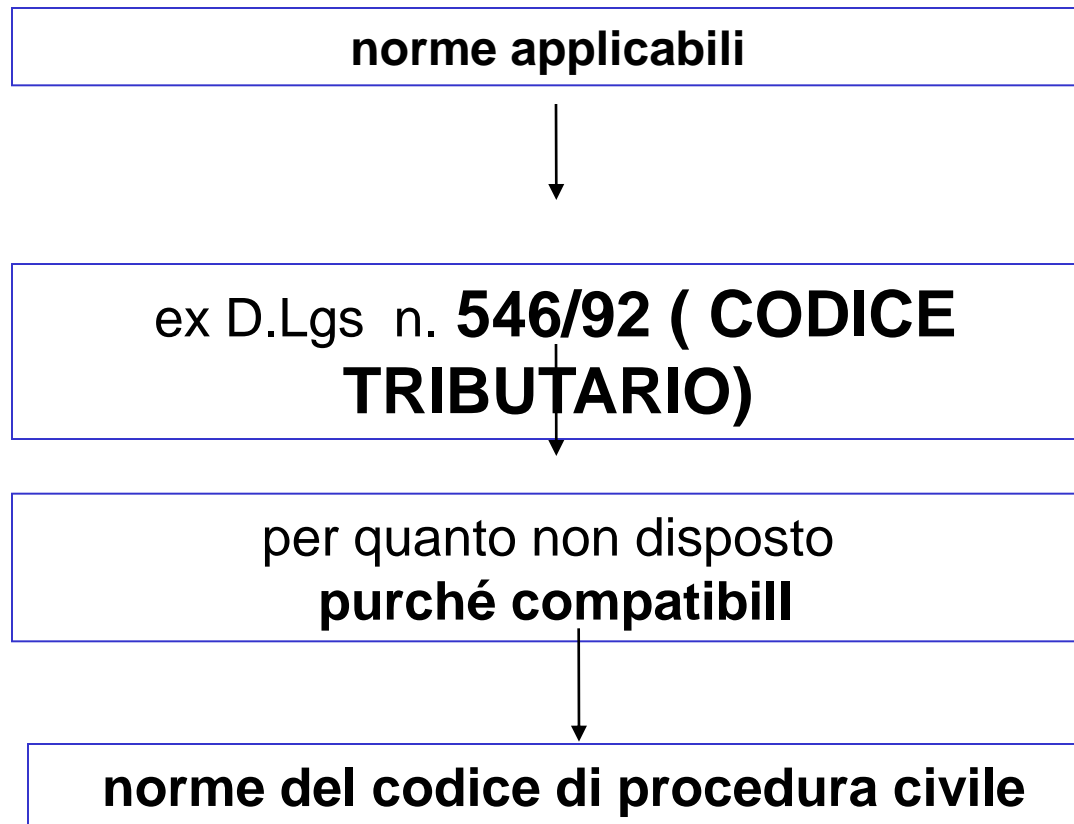 norme applicabili
ex D.Lgs n. 546/92 ( CODICE
TRIBUTARIO)
per quanto non disposto
purché compatibilI
norme del codice di procedura civile